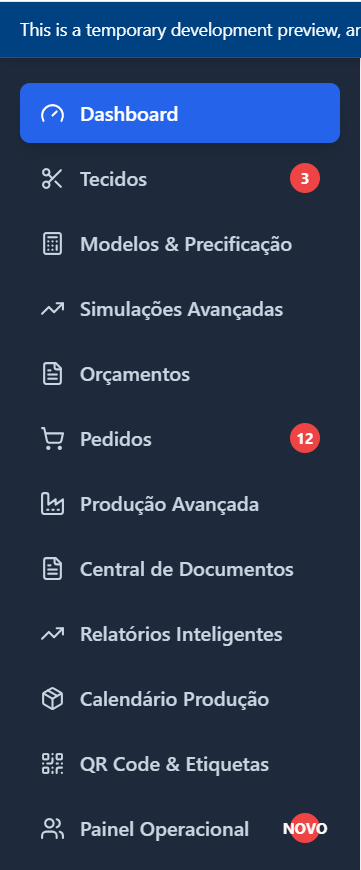 This is a temporary development preview, ar
Dashboard
Tecidos 3
Modelos & Precificação
Simulações Avançadas
Orçamentos
Pedidos 12
Produção Avançada
Central de Documentos
Relatórios Inteligentes
Calendário Produção
QR Code & Etiquetas
Painel Operacional NOVO